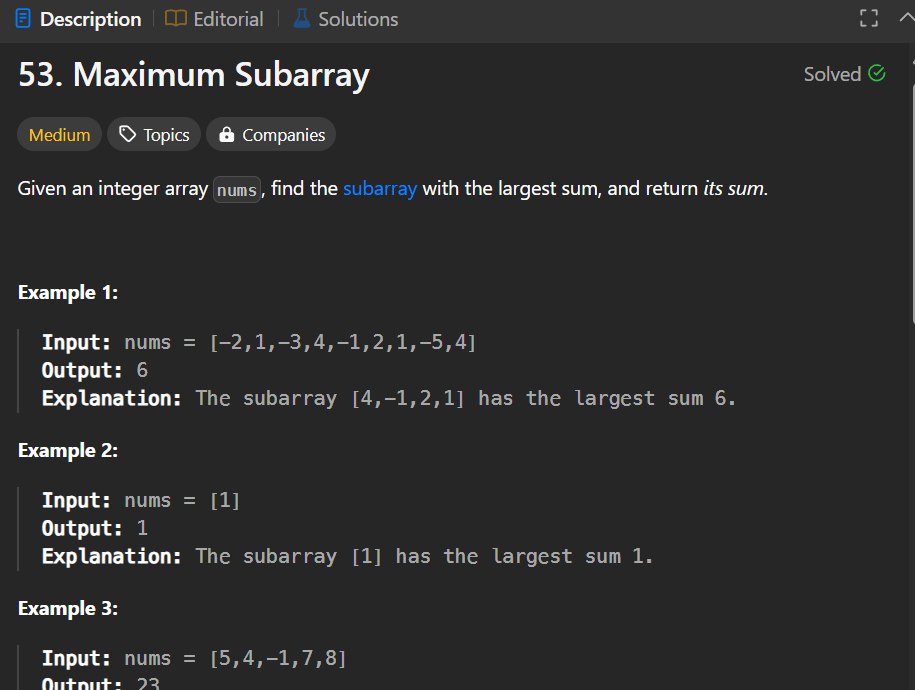 Description | Editorial | Solutions
53. Maximum Subarray
Solved
Medium Topics Companies
Given an integer array nums, find the subarray with the largest sum, and return its sum.
Example 1:
Input: nums = [-2,1,-3,4,-1,2,1,-5,4]
Output: 6
Explanation: The subarray [4,-1,2,1] has the largest sum 6.
Example 2:
Input: nums = [1]
Output: 1
Explanation: The subarray [1] has the largest sum 1.
Example 3:
Input: nums = [5,4,-1,7,8]
Output: 23